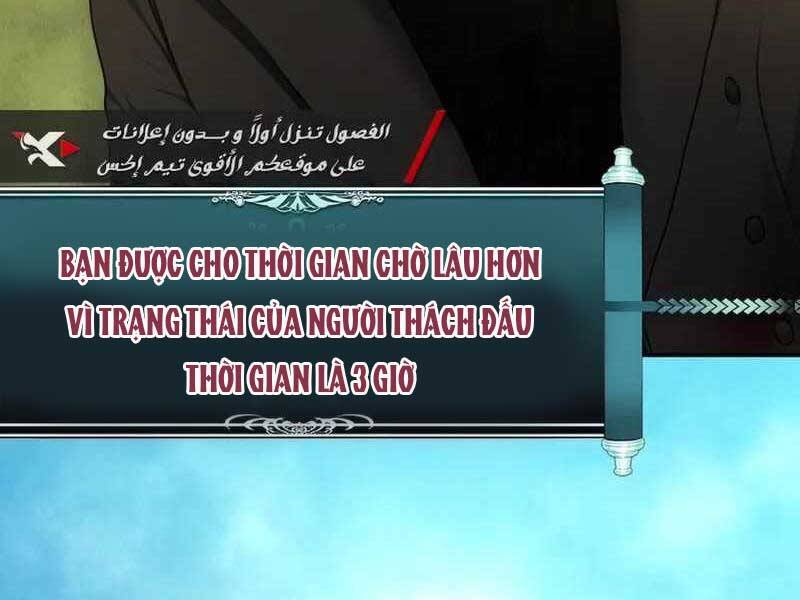 الفصول تنزل أولاً و بدون إعلانات
على موقعكم الأقوى تيم إكس
BẠN ĐƯỢC CHO THỜI GIAN CHỜ LÂU HƠN
VÌ TRẠNG THÁI CỦA NGƯỜI THÁCH ĐẤU
THỜI GIAN LÀ 3 GIỜ